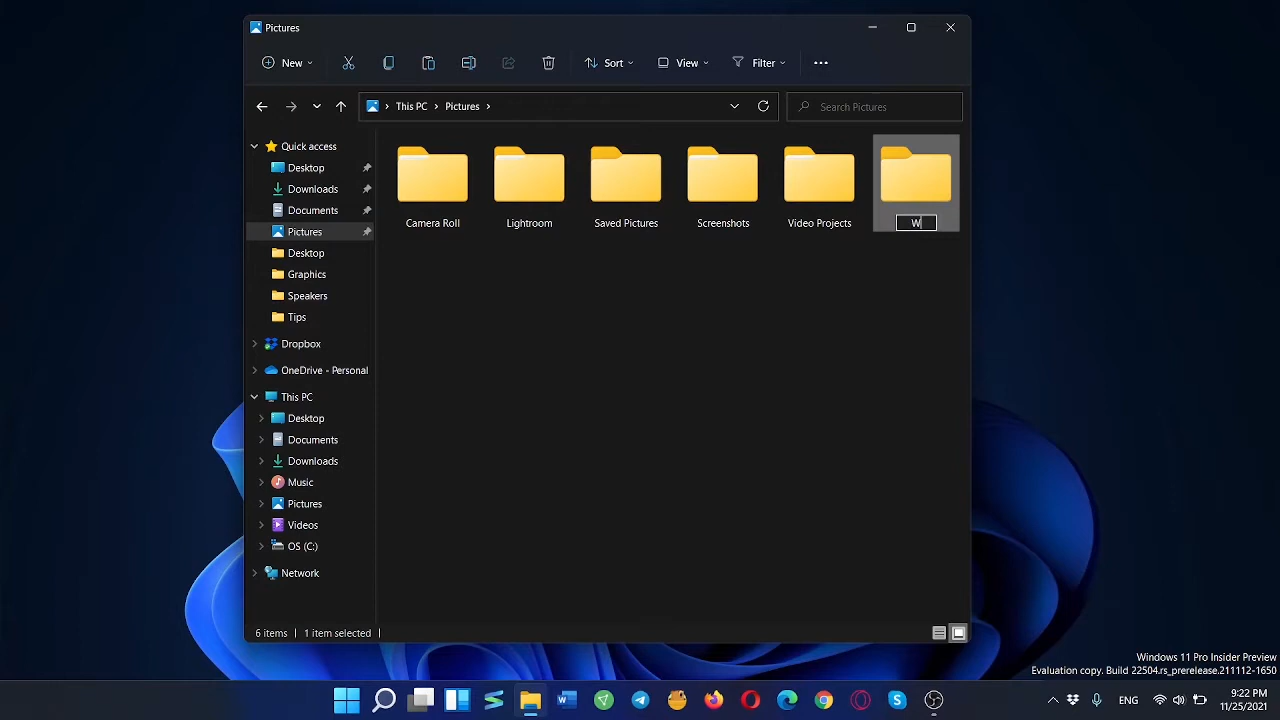 Pictures
New
Sort
View
Filter
This PC
Pictures
Search Pictures
Quick access
Desktop
Downloads
Documents
Pictures
Desktop
Graphics
Speakers
Tips
Dropbox
OneDrive - Personal
This PC
Desktop
Documents
Downloads
Music
Pictures
Videos
OS (C:)
Network
Camera Roll
Lightroom
Saved Pictures
Screenshots
Video Projects
W
6 items
1 item selected
Windows 11 Pro Insider Preview
Evaluation copy. Build 22504.rs_prerelease.211112-1650
ENG
9:22 PM
11/25/2021